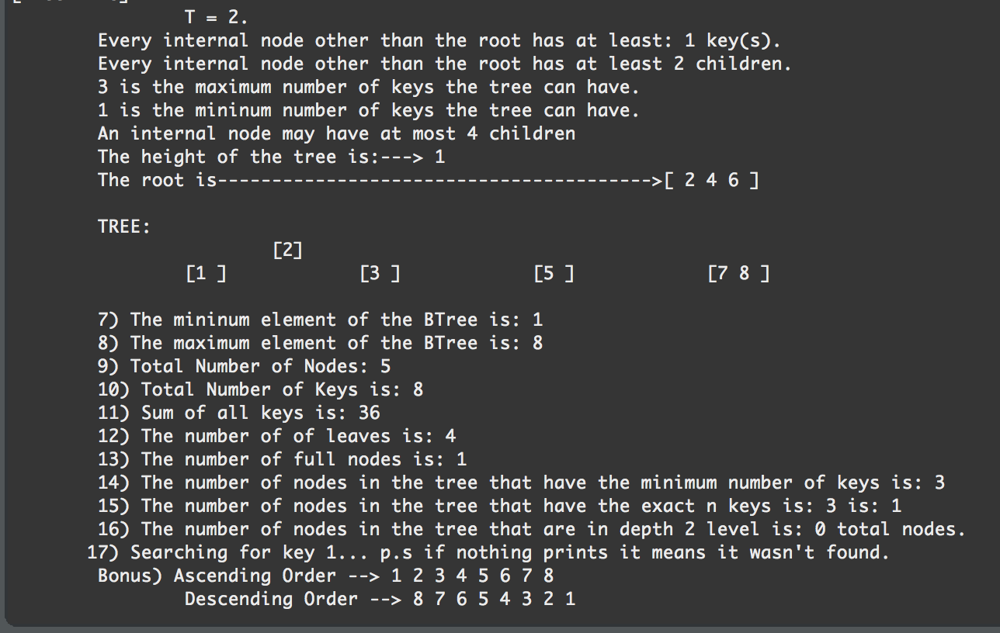 T = 2.
Every internal node other than the root has at least: 1 key(s).
Every internal node other than the root has at least 2 children.
3 is the maximum number of keys the tree can have.
1 is the mininum number of keys the tree can have.
An internal node may have at most 4 children
The height of the tree is:---> 1
The root is---------------------------------------->[ 2 4 6 ]
TREE:
[2]
[1 ] [3 ] [5 ] [7 8 ]
7) The mininum element of the BTree is: 1
8) The maximum element of the BTree is: 8
9) Total Number of Nodes: 5
10) Total Number of Keys is: 8
11) Sum of all keys is: 36
12) The number of of leaves is: 4
13) The number of full nodes is: 1
14) The number of nodes in the tree that have the minimum number of keys is: 3
15) The number of nodes in the tree that have the exact n keys is: 3 is: 1
16) The number of nodes in the tree that are in depth 2 level is: 0 total nodes.
17) Searching for key 1... p.s if nothing prints it means it wasn't found.
Bonus) Ascending Order --> 1 2 3 4 5 6 7 8
Descending Order --> 8 7 6 5 4 3 2 1